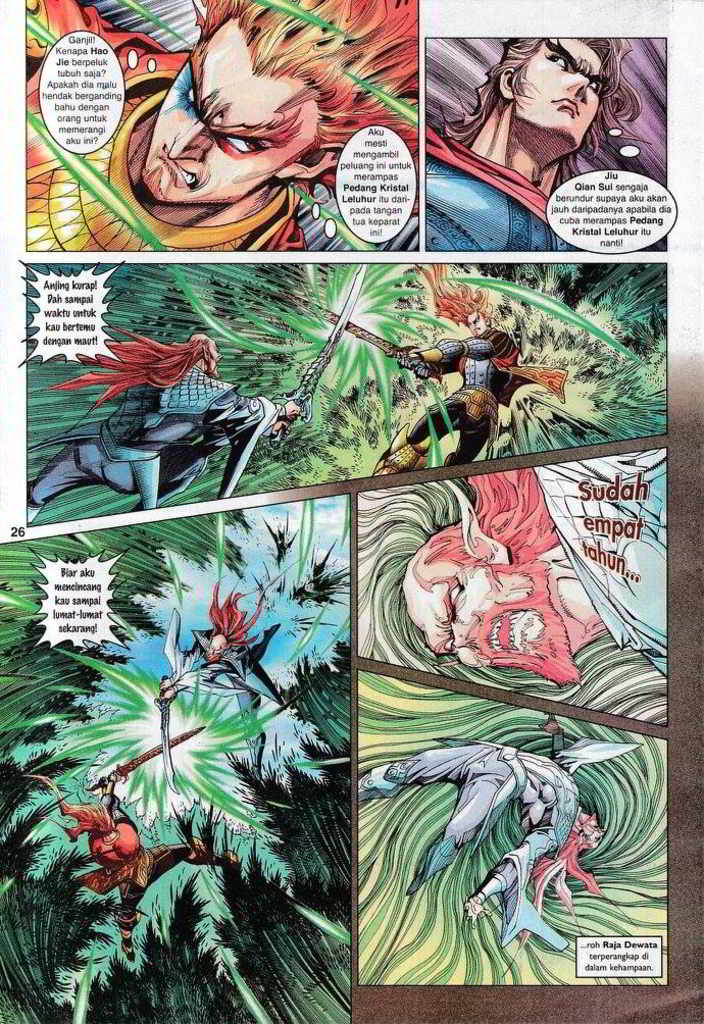 Ganjil!
Kenapa Hao
Jie berpeluk
tubuh saja?
Apakah dia malu
hendak berganding
bahu dengan
orang untuk
memerangi
aku ini?
Aku
mesti
mengambil
peluang ini untuk
merampas
Pedang Kristal
Leluhur itu dari-
pada tangan
tua keparat
ini!
Jiu
Qian Sui sengaja
berundur supaya aku akan
jauh daripadanya apabila dia
cuba merampas Pedang
Kristal Leluhur itu
nanti!
Anjing kurap!
Dah sampai
waktu untuk
kau bertemu
dengan maut!
26
Biar aku
mencincang
kau sampai
lumat-lumat
sekarang!
Sudah
empat
tahun...
...roh Raja Dewata
terperangkap di
dalam kehampaan.